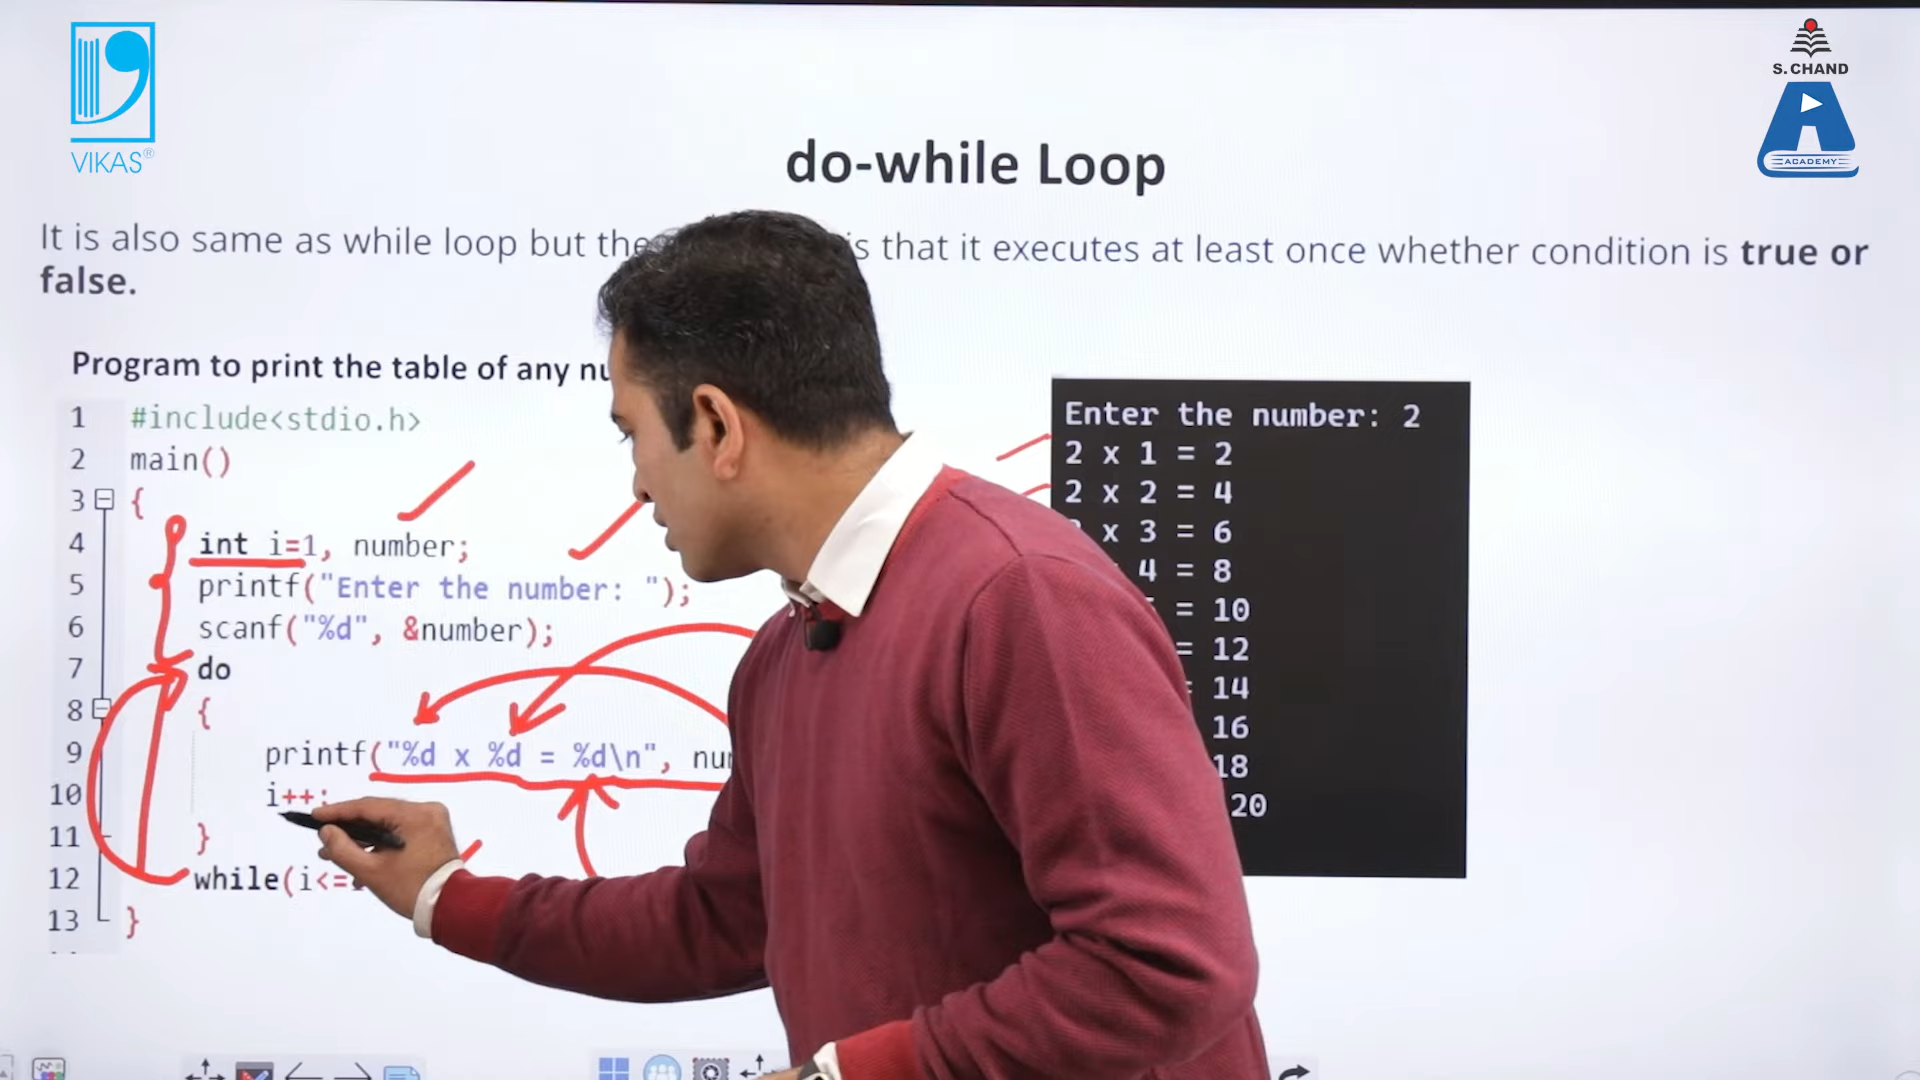 VIKAS®
S. CHAND
ACADEMY
do-while Loop
It is also same as while loop but the is that it executes at least once whether condition is true or
false.
Program to print the table of any
1 #include<stdio.h>
2 main()
3 {
4 int i=1, number;
5 printf("Enter the number: ");
6 scanf("%d", &number);
7 do
8 {
9 printf("%d x %d = %d\n",
10 i++;
11 }
12 while(i<=
13 }
Enter the number: 2
2 x 1 = 2
2 x 2 = 4
x 3 = 6
4 = 8
= 10
= 12
14
16
18
20